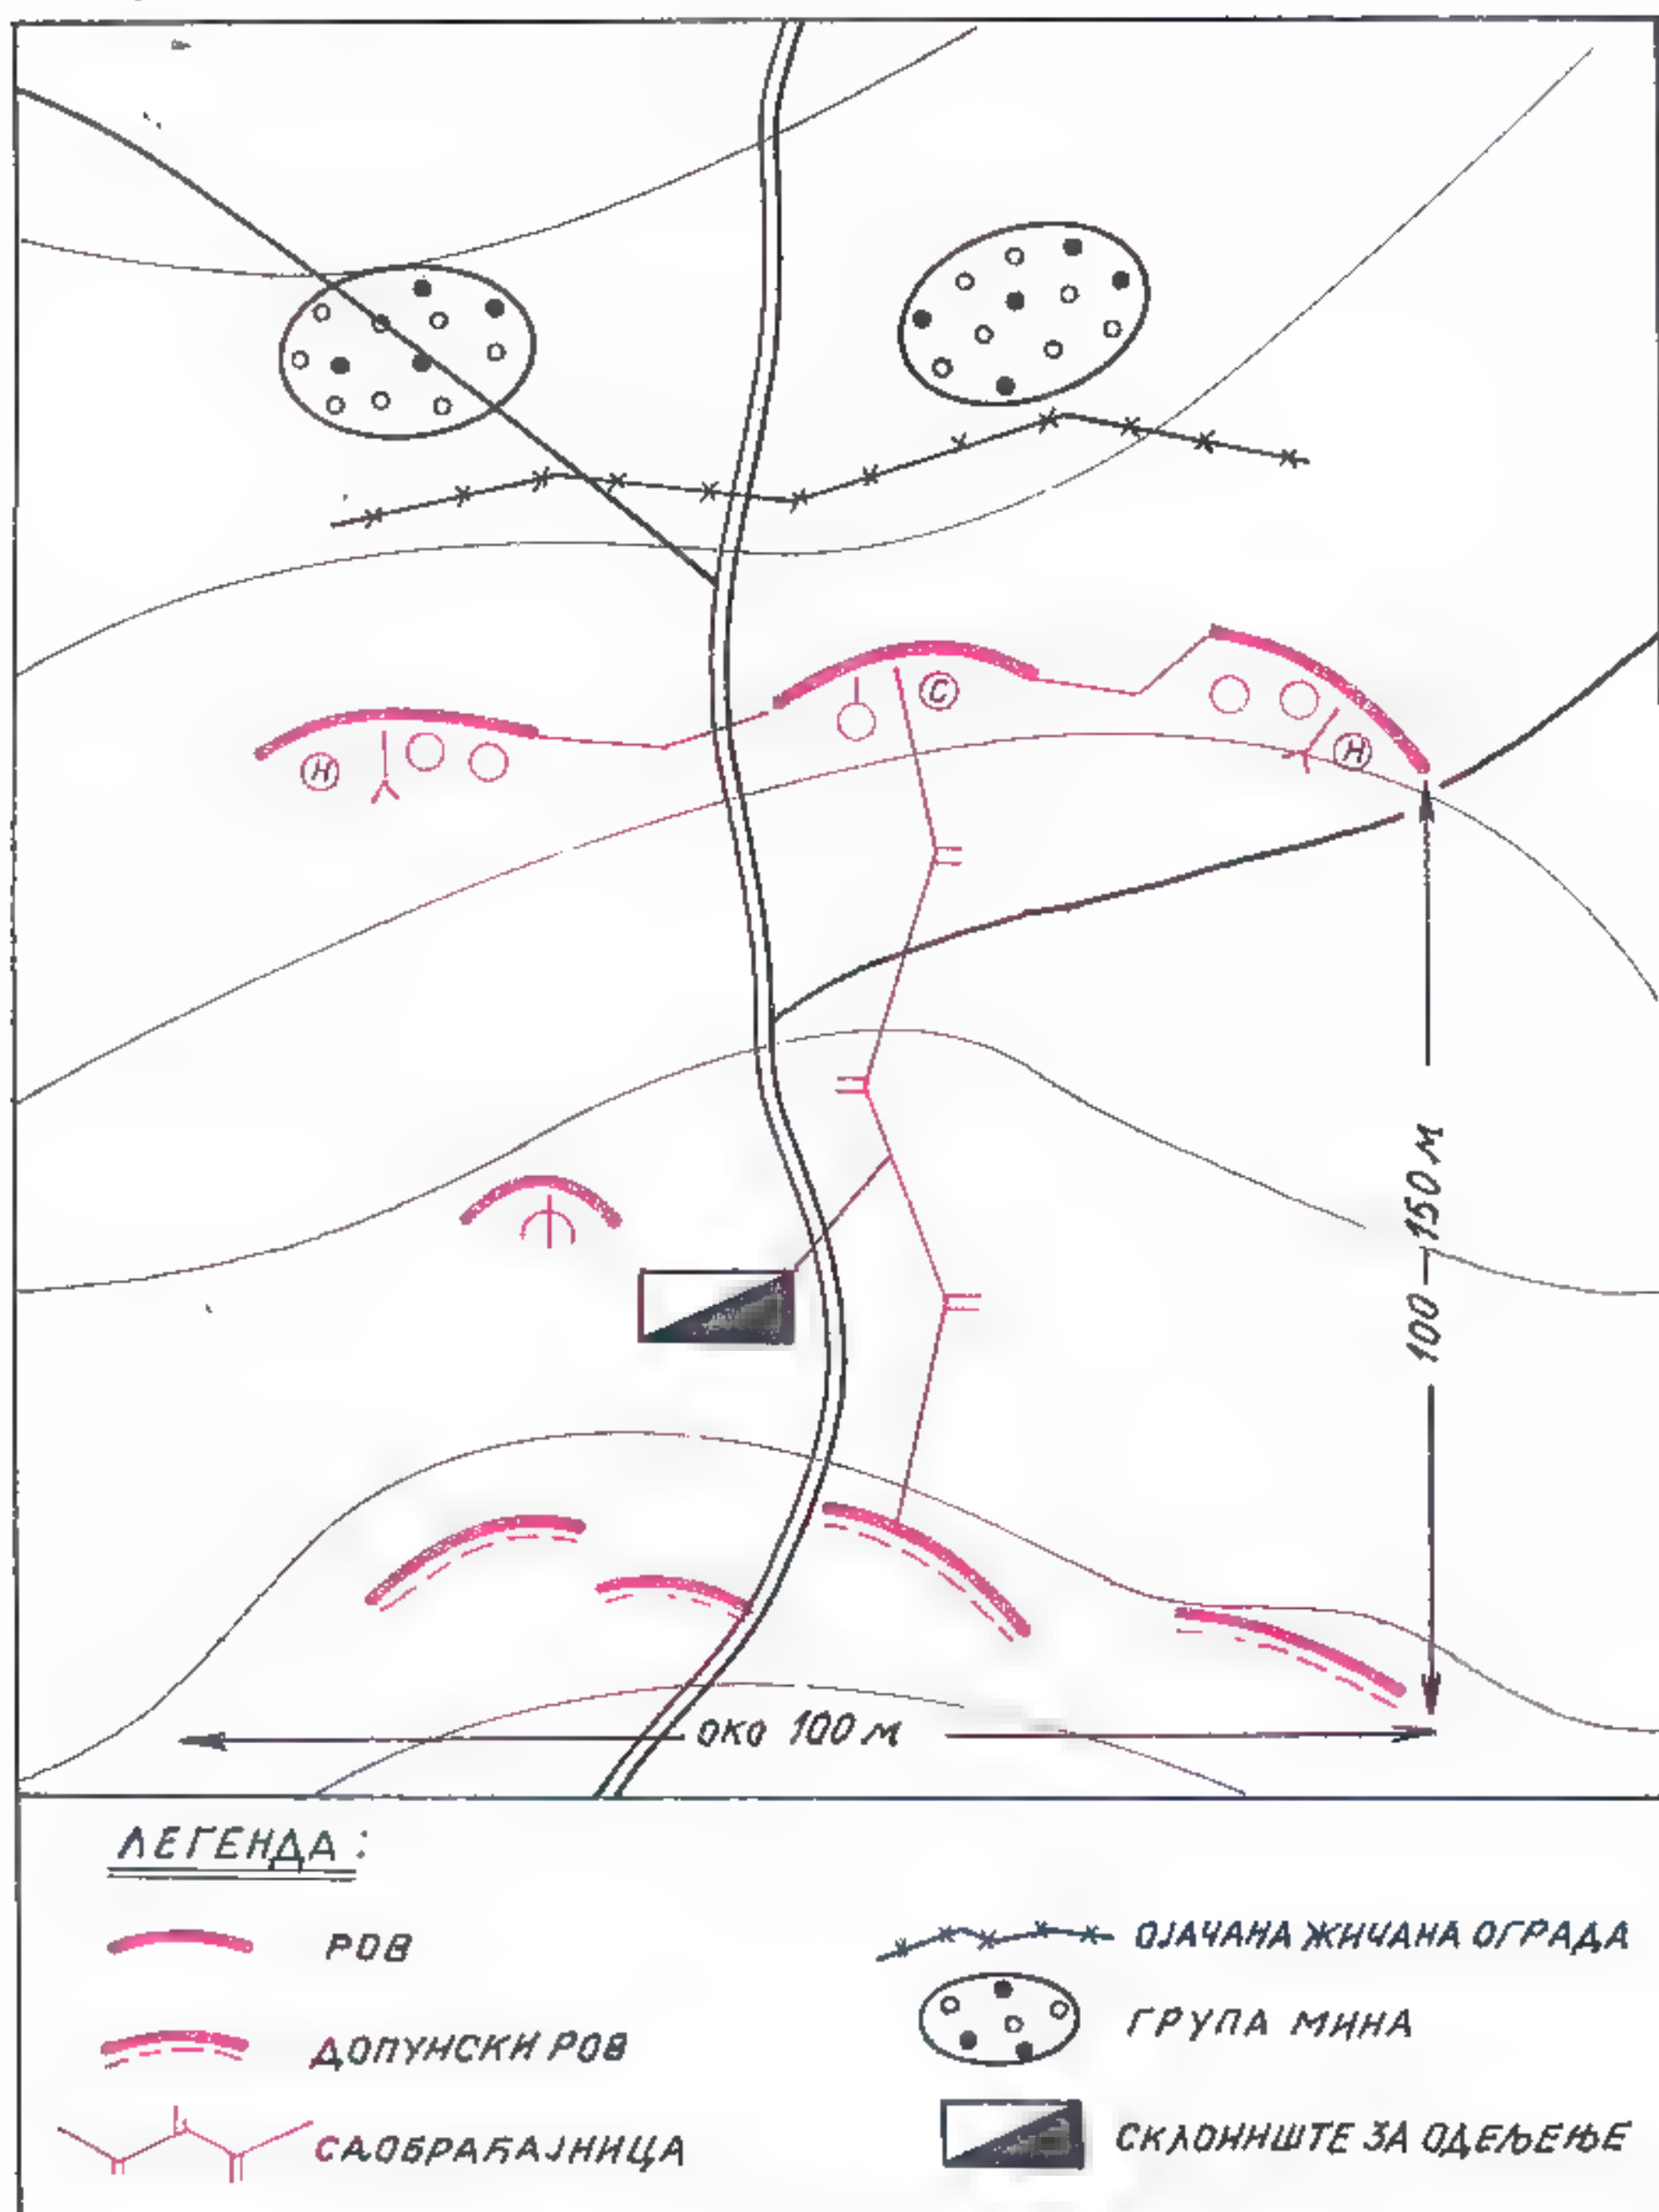 С
Н
Н
100–150 М
ОКО 100 М
ЛЕГЕНДА:
РОВ
ДОПУНСКИ РОВ
САОБРАЋАЈНИЦА
ОЈАЧАНА ЖИЧАНА ОГРАДА
ГРУПА МИНА
СКЛОНИШТЕ ЗА ОДЕЉЕЊЕ